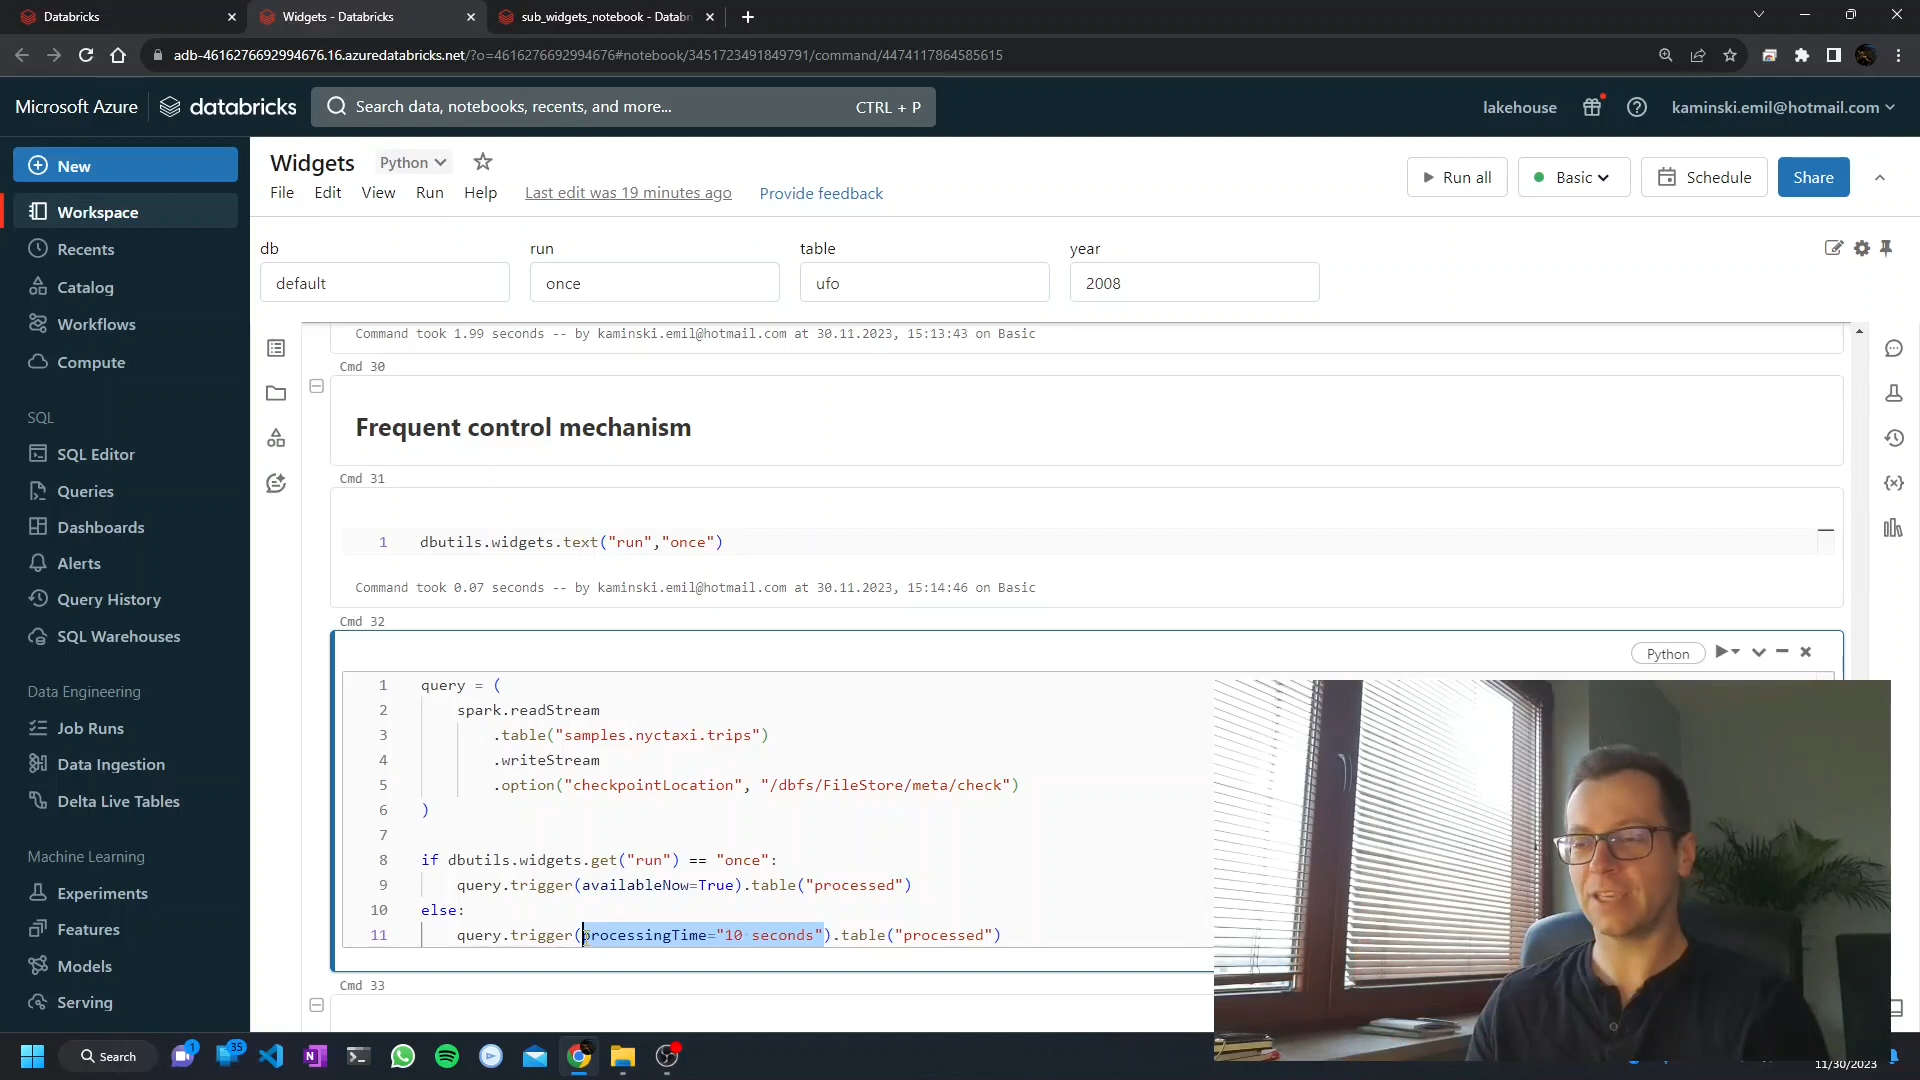 Databricks
Widgets - Databricks
sub_widgets_notebook - Datab
adb-4616276692994676.16.azuredatabricks.net/?o=4616276692994676#notebook/3451723491849791/command/4474117864585615
Microsoft Azure
databricks
Search data, notebooks, recents, and more...
CTRL + P
lakehouse
kaminski.emil@hotmail.com
New
Workspace
Recents
Catalog
Workflows
Compute
SQL
SQL Editor
Queries
Dashboards
Alerts
Query History
SQL Warehouses
Data Engineering
Job Runs
Data Ingestion
Delta Live Tables
Machine Learning
Experiments
Features
Models
Serving
Widgets
Python
File
Edit
View
Run
Help
Last edit was 19 minutes ago
Provide feedback
Run all
Basic
Schedule
Share
db
run
table
year
default
once
ufo
2008
Command took 1.99 seconds -- by kaminski.emil@hotmail.com at 30.11.2023, 15:13:43 on Basic
Cmd 30
Frequent control mechanism
Cmd 31
1 dbutils.widgets.text("run","once")
Command took 0.07 seconds -- by kaminski.emil@hotmail.com at 30.11.2023, 15:14:46 on Basic
Cmd 32
Python
1 query = (
2 spark.readStream
3 .table("samples.nyctaxi.trips")
4 .writeStream
5 .option("checkpointLocation", "/dbfs/FileStore/meta/check")
6 )
7
8 if dbutils.widgets.get("run") == "once":
9 query.trigger(availableNow=True).table("processed")
10 else:
11 query.trigger(processingTime="10 seconds").table("processed")
Cmd 33
Search
1
35
11/30/2023